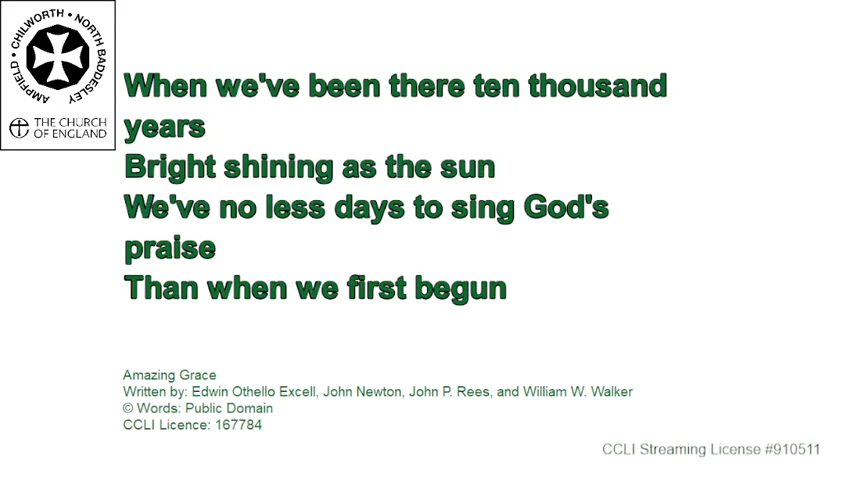 AMPFIELD • CHILWORTH • NORTH BADDESLEY
THE CHURCH
OF ENGLAND
When we've been there ten thousand
years
Bright shining as the sun
We've no less days to sing God's
praise
Than when we first begun
Amazing Grace
Written by: Edwin Othello Excell, John Newton, John P. Rees, and William W. Walker
© Words: Public Domain
CCLI Licence: 167784
CCLI Streaming License #910511